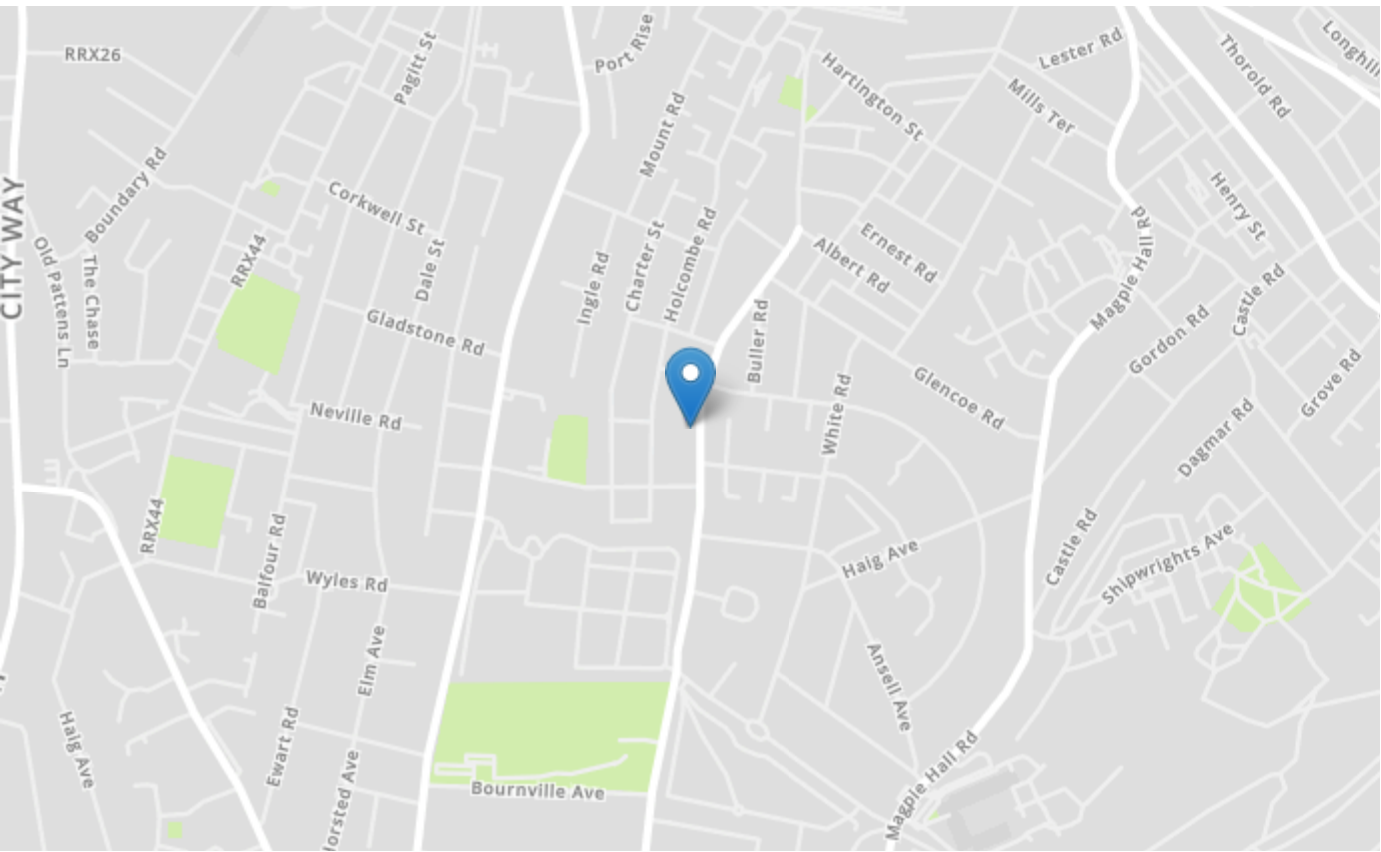 RRX26
Pagitt St
Port Rise
Lester Rd
Thorold Rd
Longhill
Hartington St
Mills Ter
Mount Rd
Boundary Rd
Corkwell St
Henry St
CITY WAY
Old Pattens Ln
The Chase
RRX44
Dale St
Ingle Rd
Charter St
Holcombe Rd
Albert Rd
Ernest Rd
Magpie Hall Rd
Castle Rd
Gladstone Rd
Buller Rd
Gordon Rd
Glencoe Rd
Grove Rd
Neville Rd
White Rd
Dagmar Rd
RRX44
Balfour Rd
Haig Ave
Castle Rd
Shipwrights Ave
Wyles Rd
Elm Ave
Ansell Ave
Haig Ave
Ewart Rd
Horsted Ave
Bournville Ave
Magpie Hall Rd